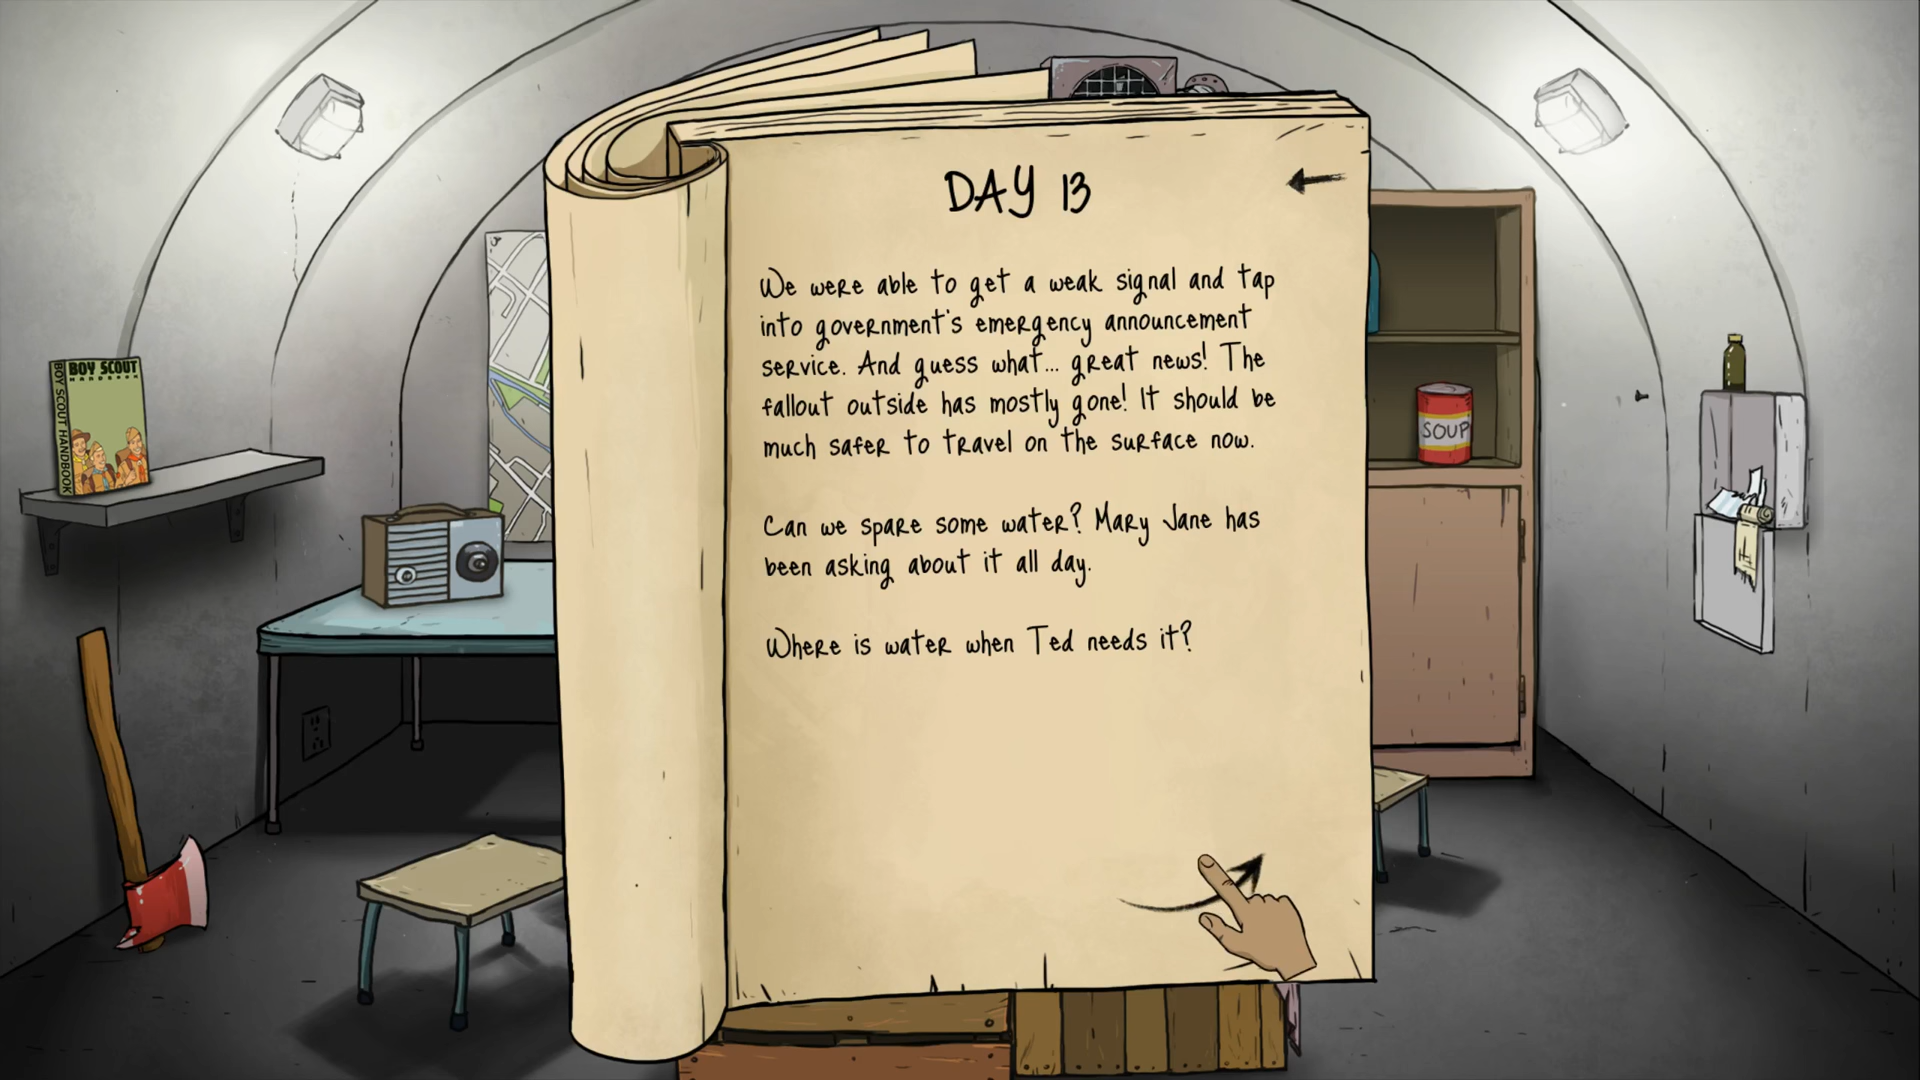 DAY 13
We were able to get a weak signal and tap
into government's emergency announcement
service. And guess what... great news! The
fallout outside has mostly gone! It should be
much safer to travel on the surface now.
Can we spare some water? Mary Jane has
been asking about it all day.
Where is water when Ted needs it?
BOY SCOUT
HANDBOOK
BOY SCOUT HANDBOOK
SOUP